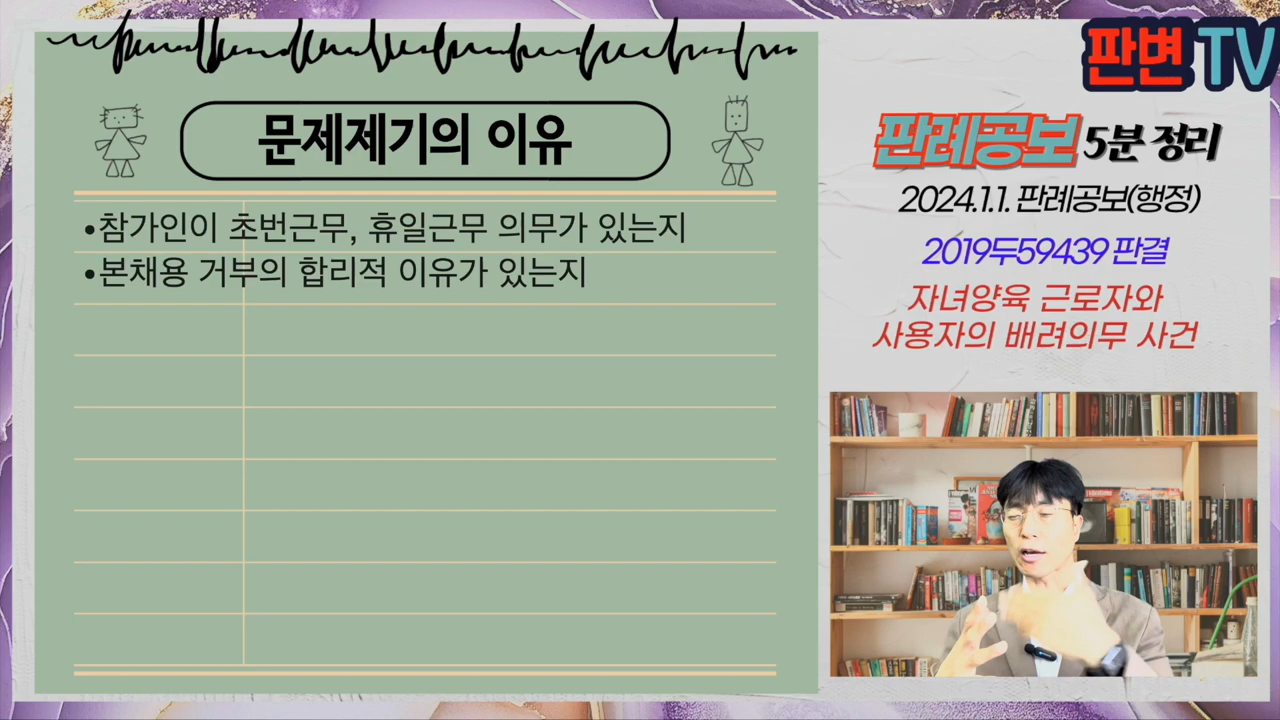 문제제기의 이유
•참가인이 초번근무, 휴일근무 의무가 있는지
•본채용 거부의 합리적 이유가 있는지
판변 TV
판례공보 5분 정리
2024.1.1. 판례공보(행정)
2019두59439 판결
자녀양육 근로자와
사용자의 배려의무 사건